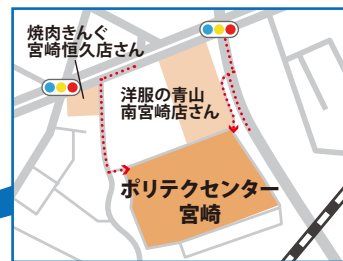 焼肉きんぐ
宮崎恒久店さん
洋服の青山
南宮崎店さん
ポリテクセンター
宮崎